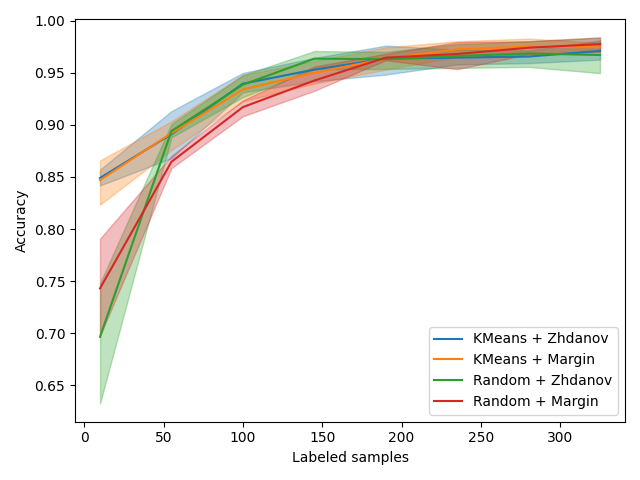 1.00
0.95
0.90
0.85
0.80
0.75
0.70
0.65
Accuracy
0 50 100 150 200 250 300
Labeled samples
KMeans + Zhdanov
KMeans + Margin
Random + Zhdanov
Random + Margin